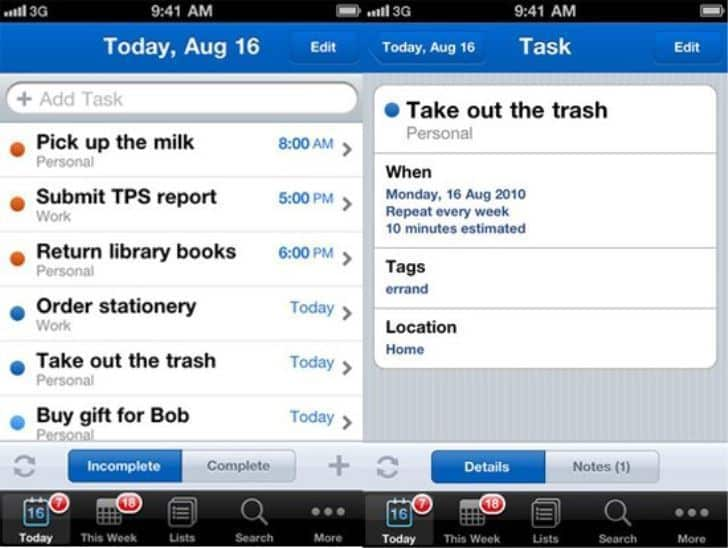 3G 9:41 AM
Today, Aug 16 Edit
+ Add Task
Pick up the milk 8:00 AM
Personal
Submit TPS report 5:00 PM
Work
Return library books 6:00 PM
Personal
Order stationery Today
Work
Take out the trash Today
Personal
Buy gift for Bob Today
Personal
Incomplete Complete +
16 7 18
Today This Week Lists Search More
3G 9:41 AM
Today, Aug 16 Task Edit
Take out the trash
Personal
When
Monday, 16 Aug 2010
Repeat every week
10 minutes estimated
Tags
errand
Location
Home
Details Notes (1)
16 7 18
Today This Week Lists Search More